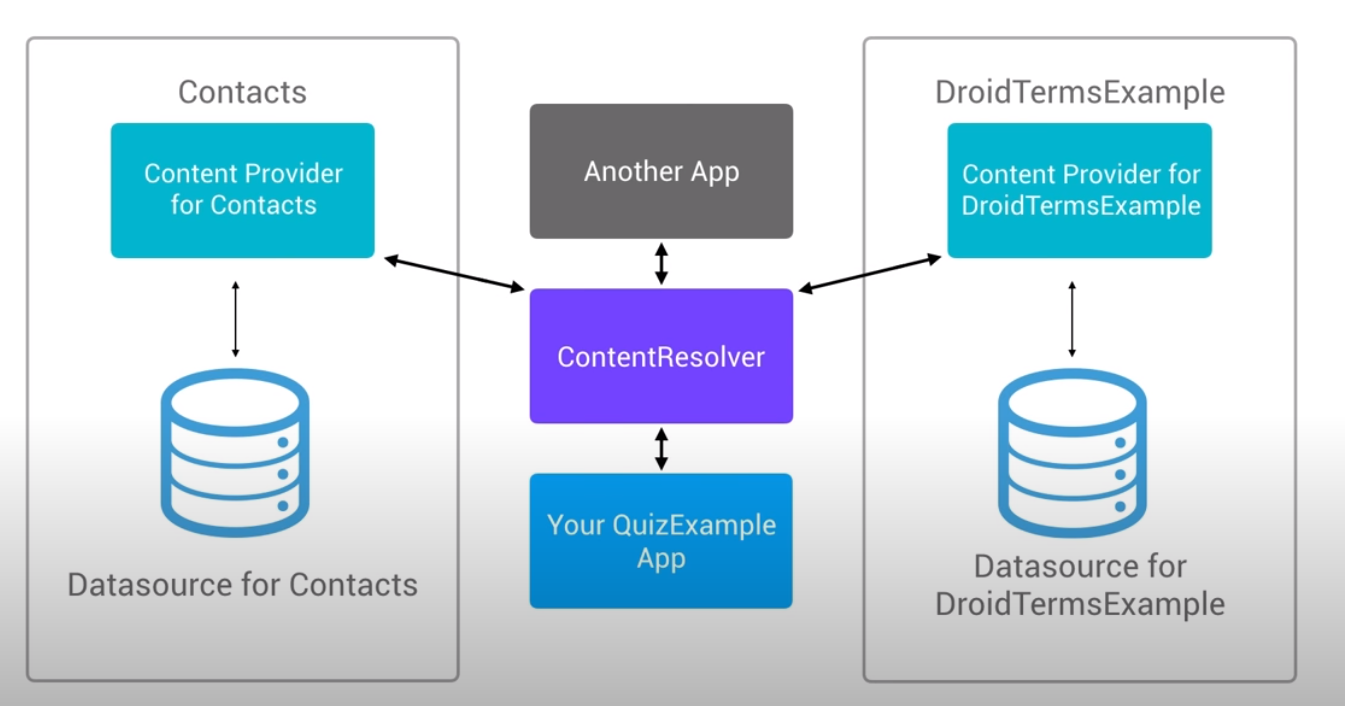 Contacts
Content Provider
for Contacts
Datasource for Contacts
Another App
ContentResolver
Your QuizExample
App
DroidTermsExample
Content Provider for
DroidTermsExample
Datasource for
DroidTermsExample